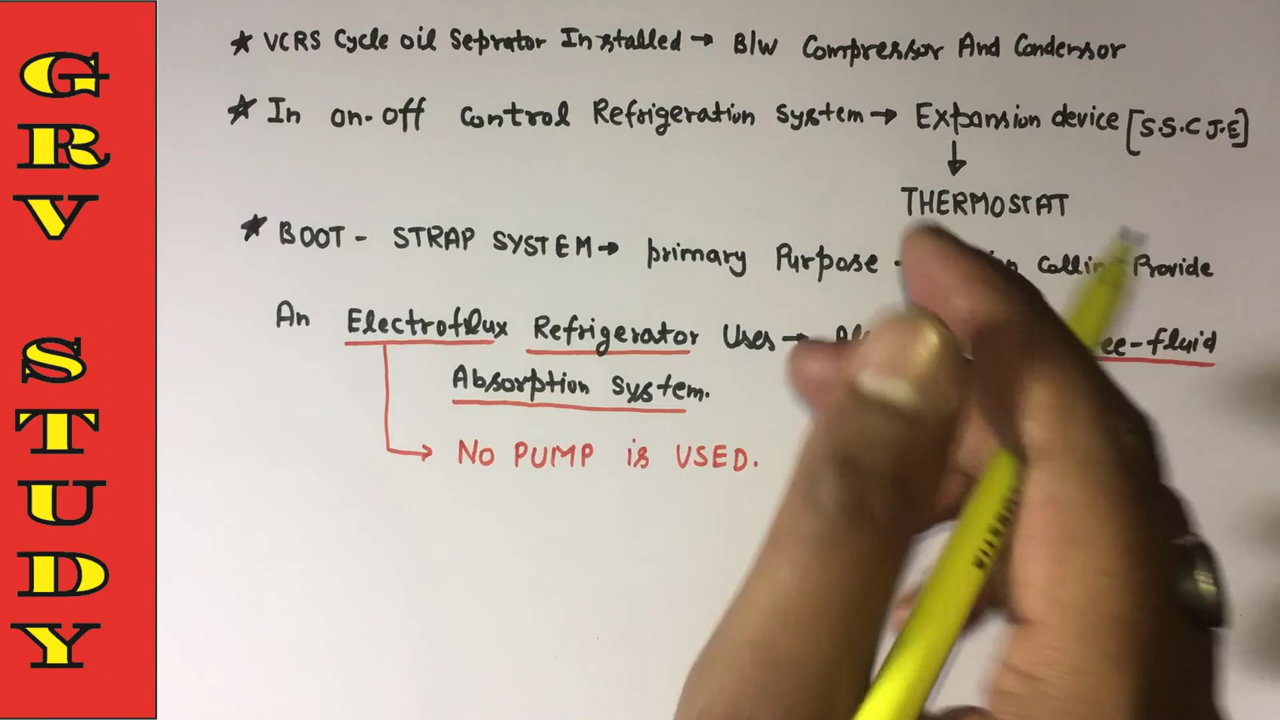 GRV STUDY
★ VCRS Cycle oil Seprator Installed → B/w Compressor And Condensor
★ In on-off Control Refrigeration System → Expansion device [S.S.C J.E]
↓
THERMOSTAT
★ BOOT - STRAP SYSTEM → primary Purpose Provide
An Electroflux Refrigerator Uses → ee-fluid
Absorption System.
→ No PUMP is USED.